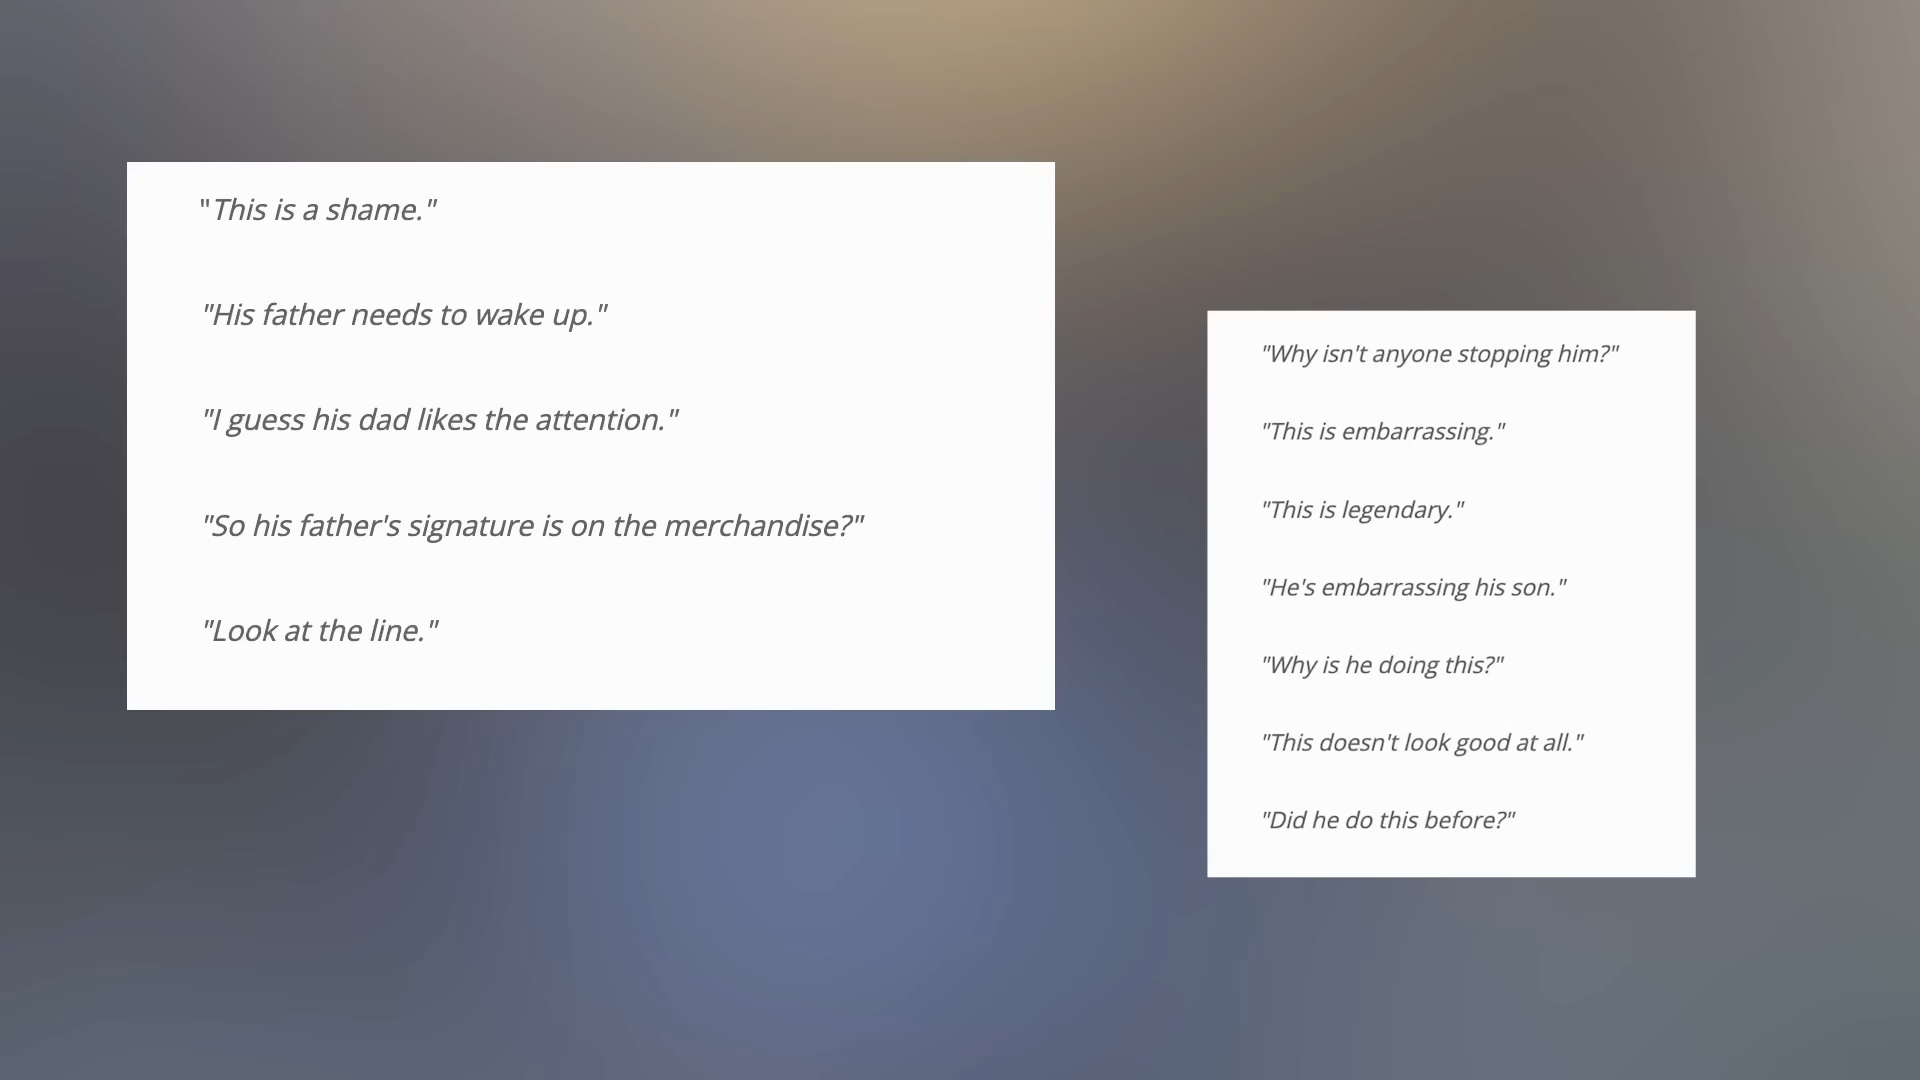 "This is a shame."
"His father needs to wake up."
"I guess his dad likes the attention."
"So his father's signature is on the merchandise?"
"Look at the line."
"Why isn't anyone stopping him?"
"This is embarrassing."
"This is legendary."
"He's embarrassing his son."
"Why is he doing this?"
"This doesn't look good at all."
"Did he do this before?"